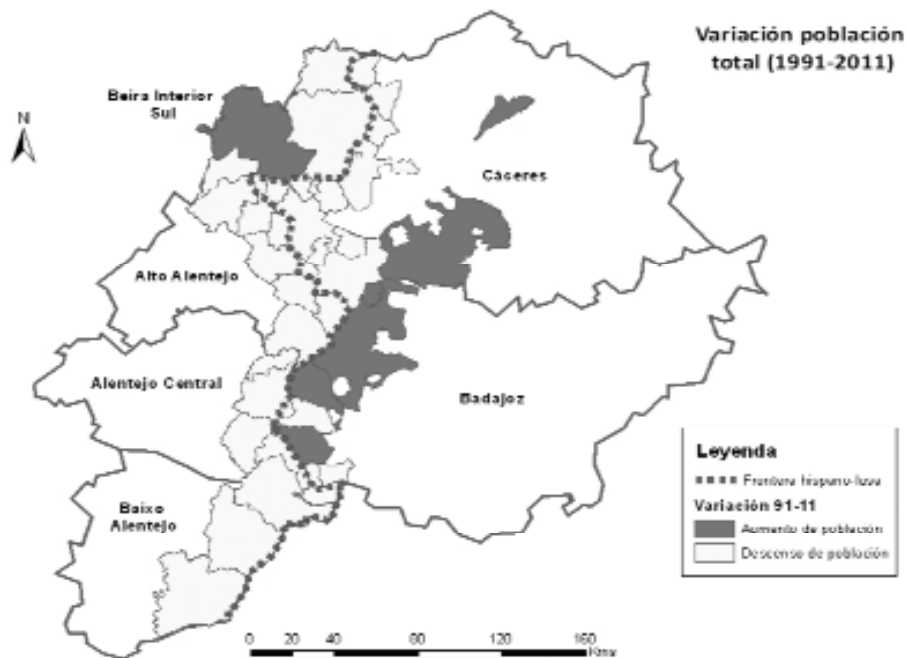 Variación población
total (1991-2011)
Beira Interior
Sul
N
Cáceres
Alto Alentejo
Alentejo Central
Badajoz
Baixo
Alentejo
Leyenda
Frontera hispano-lusa
Variación 91-11
Aumento de población
Descenso de población
0 20 40 80 120 160
Kms